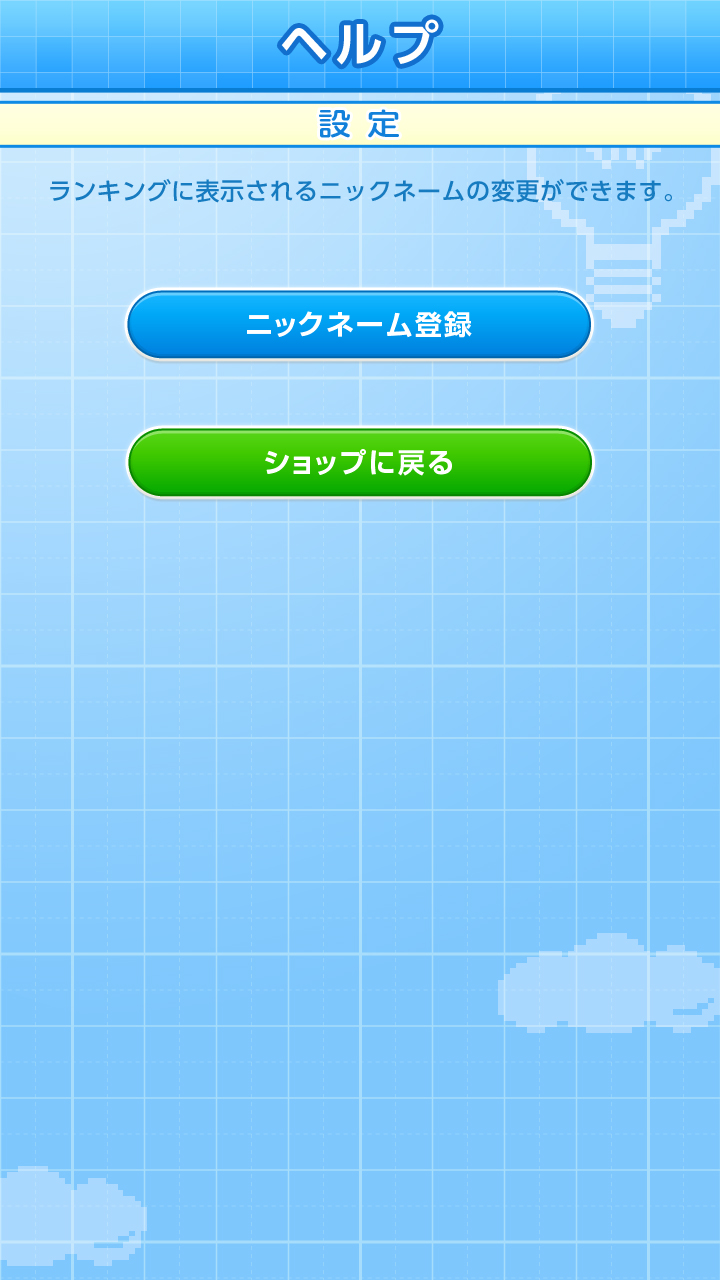 ヘルプ
設定
ランキングに表示されるニックネームの変更ができます。
ニックネーム登録
ショップに戻る